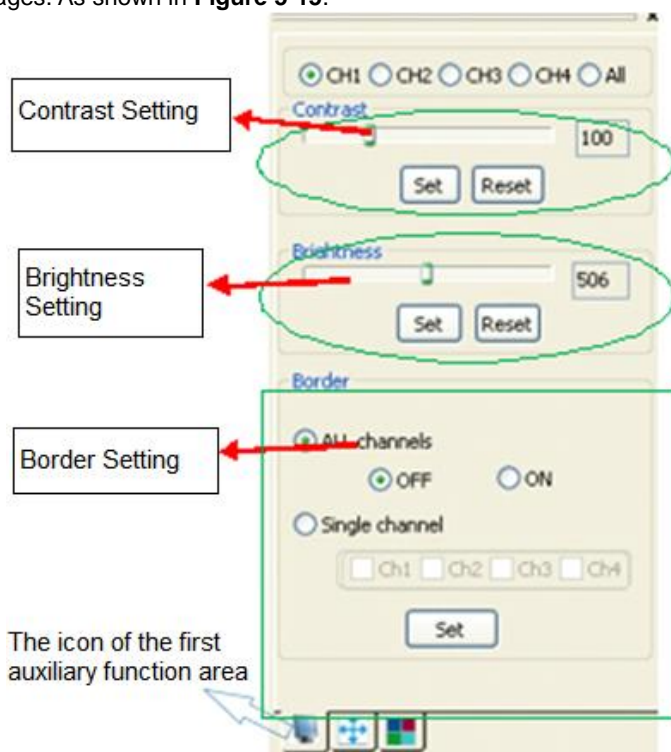 ages. As shown in Figure 3-13.
CH1 CH2 CH3 CH4 All
Contrast Setting
Contrast
100
Set Reset
Brightness
Setting
Brightness
506
Set Reset
Border
Border Setting
ALL channels
OFF ON
Single channel
Ch1 Ch2 Ch3 Ch4
Set
The icon of the first
auxiliary function area